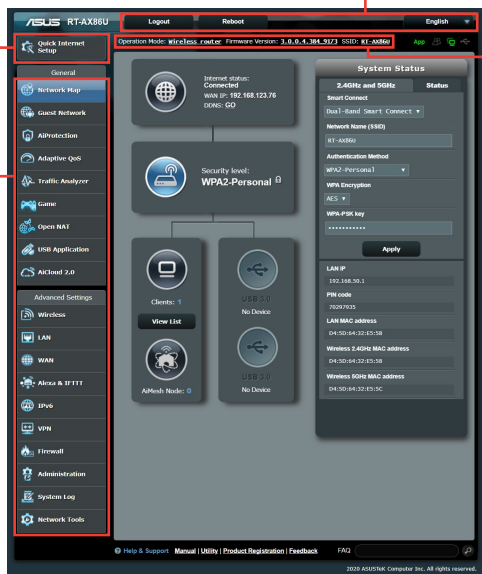 ASUS RT-AX86U
Logout
Reboot
English
Quick Internet
Setup
Operation Mode: Wireless router Firmware Version: 3.0.0.4.384_9173 SSID: RT-AX86U
App
General
Network Map
Guest Network
AiProtection
Adaptive QoS
Traffic Analyzer
Game
Open NAT
USB Application
AiCloud 2.0
Advanced Settings
Wireless
LAN
WAN
Alexa & IFTTT
IPv6
VPN
Firewall
Administration
System Log
Network Tools
Internet status:
Connected
WAN IP: 192.168.123.76
DDNS: GO
Security level:
WPA2-Personal
Clients: 1
View List
AiMesh Node: 0
USB 3.0
No Device
USB 3.0
No Device
System Status
2.4GHz and 5GHz
Status
Smart Connect
Dual-Band Smart Connect
Network Name (SSID)
RT-AX86U
Authentication Method
WPA2-Personal
WPA Encryption
AES
WPA-PSK key
Apply
LAN IP
192.168.50.1
PIN code
70297935
LAN MAC address
D4:5D:64:32:E5:58
Wireless 2.4GHz MAC address
D4:5D:64:32:E5:58
Wireless 5GHz MAC address
D4:5D:64:32:E5:5C
Help & Support Manual | Utility | Product Registration | Feedback
FAQ
2020 ASUSTeK Computer Inc. All rights reserved.